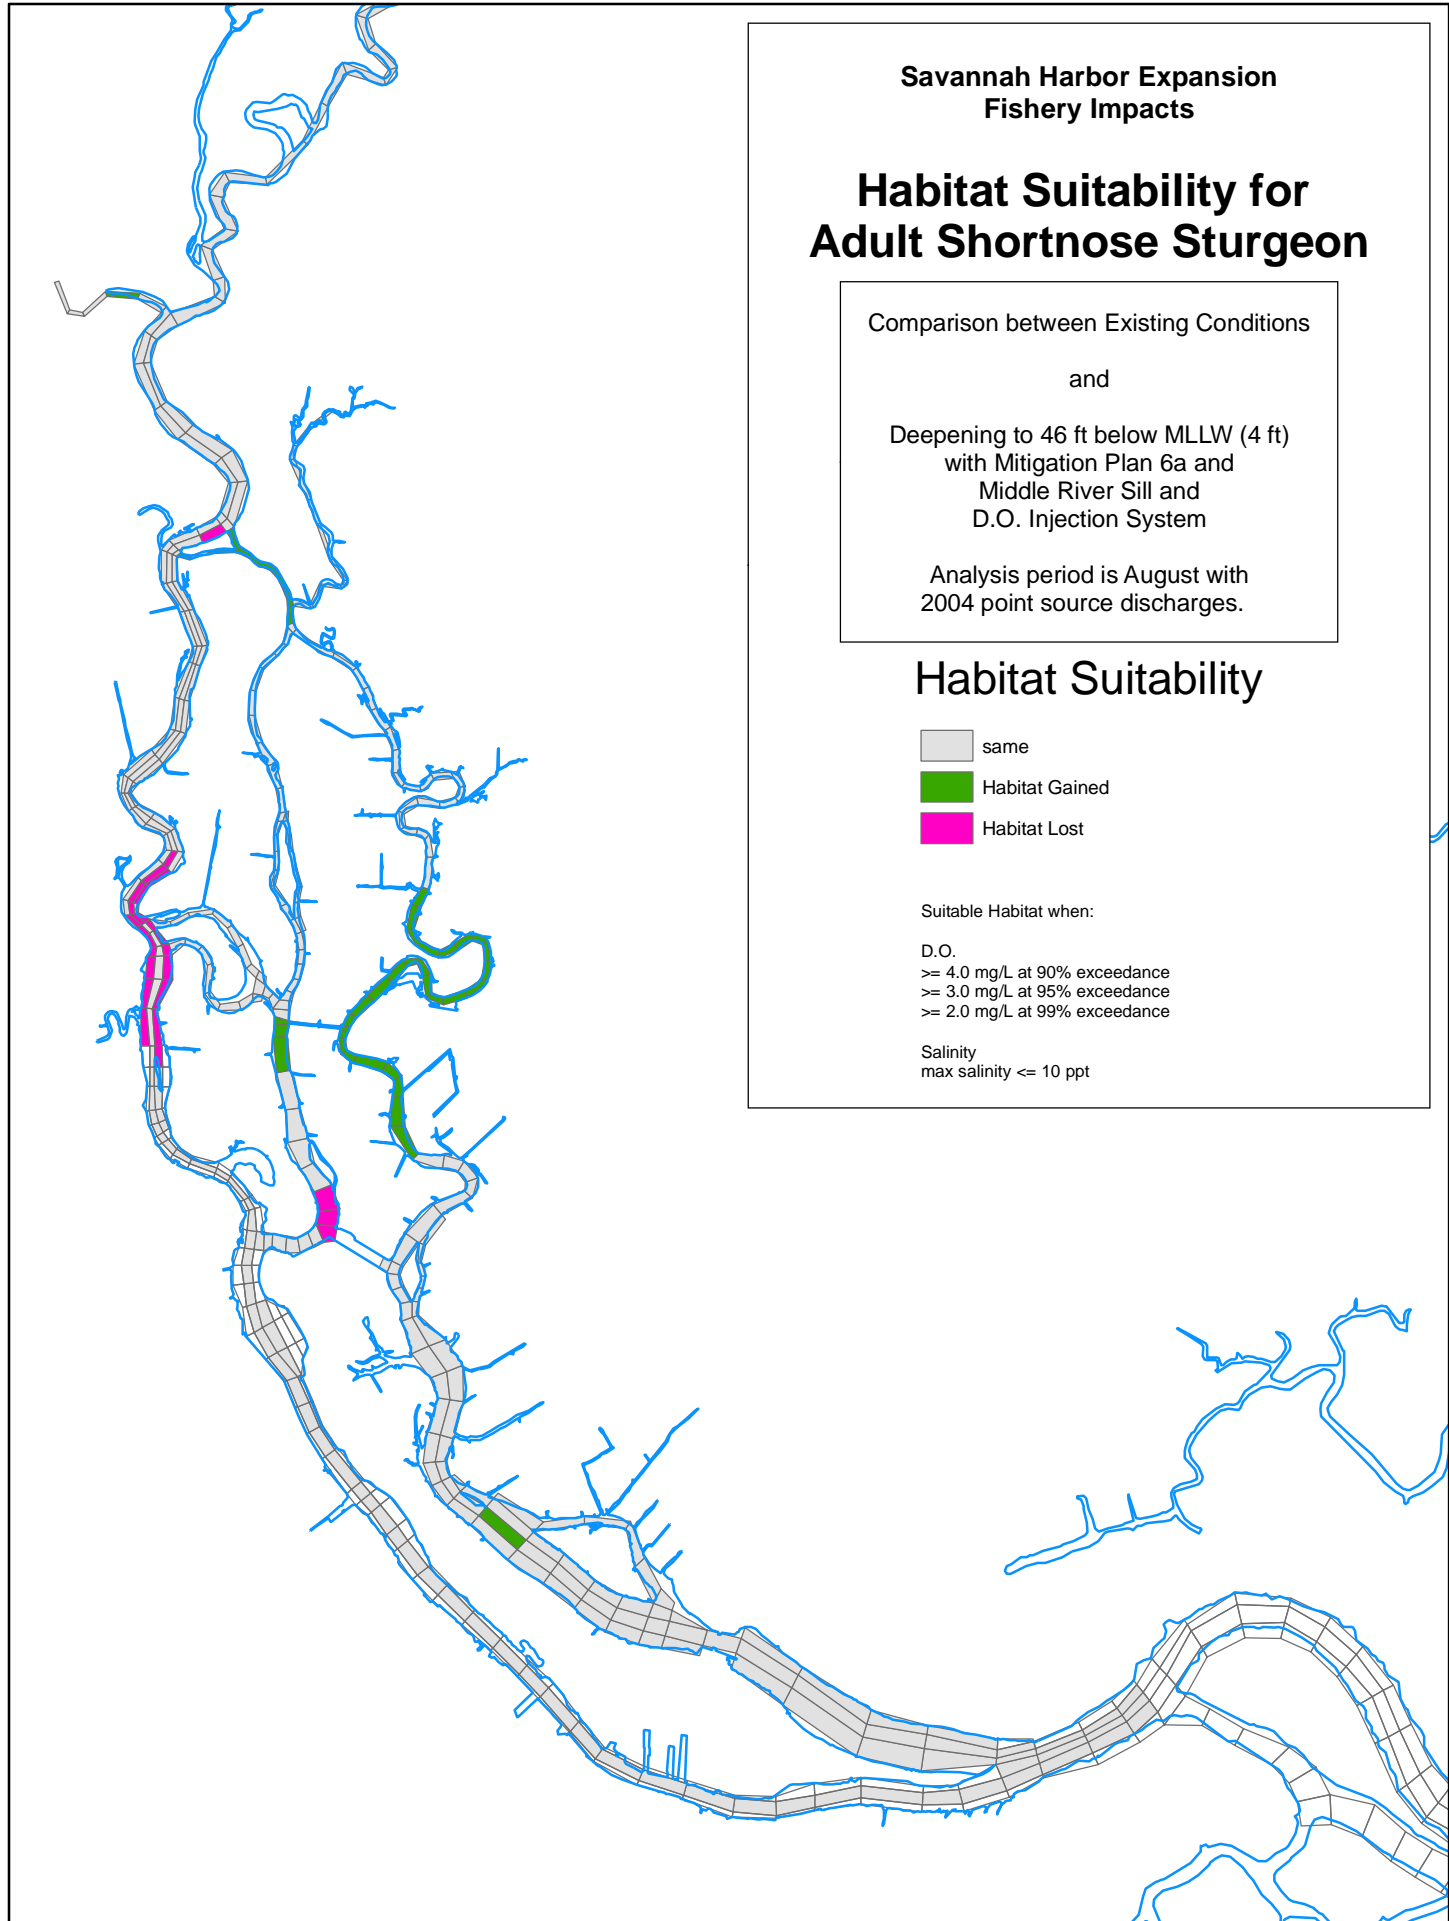 Savannah Harbor Expansion
Fishery Impacts
Habitat Suitability for
Adult Shortnose Sturgeon
Comparison between Existing Conditions
and
Deepening to 46 ft below MLLW (4 ft)
with Mitigation Plan 6a and
Middle River Sill and
D.O. Injection System
Analysis period is August with
2004 point source discharges.
Habitat Suitability
same
Habitat Gained
Habitat Lost
Suitable Habitat when:
D.O.
>= 4.0 mg/L at 90% exceedance
>= 3.0 mg/L at 95% exceedance
>= 2.0 mg/L at 99% exceedance
Salinity
max salinity <= 10 ppt